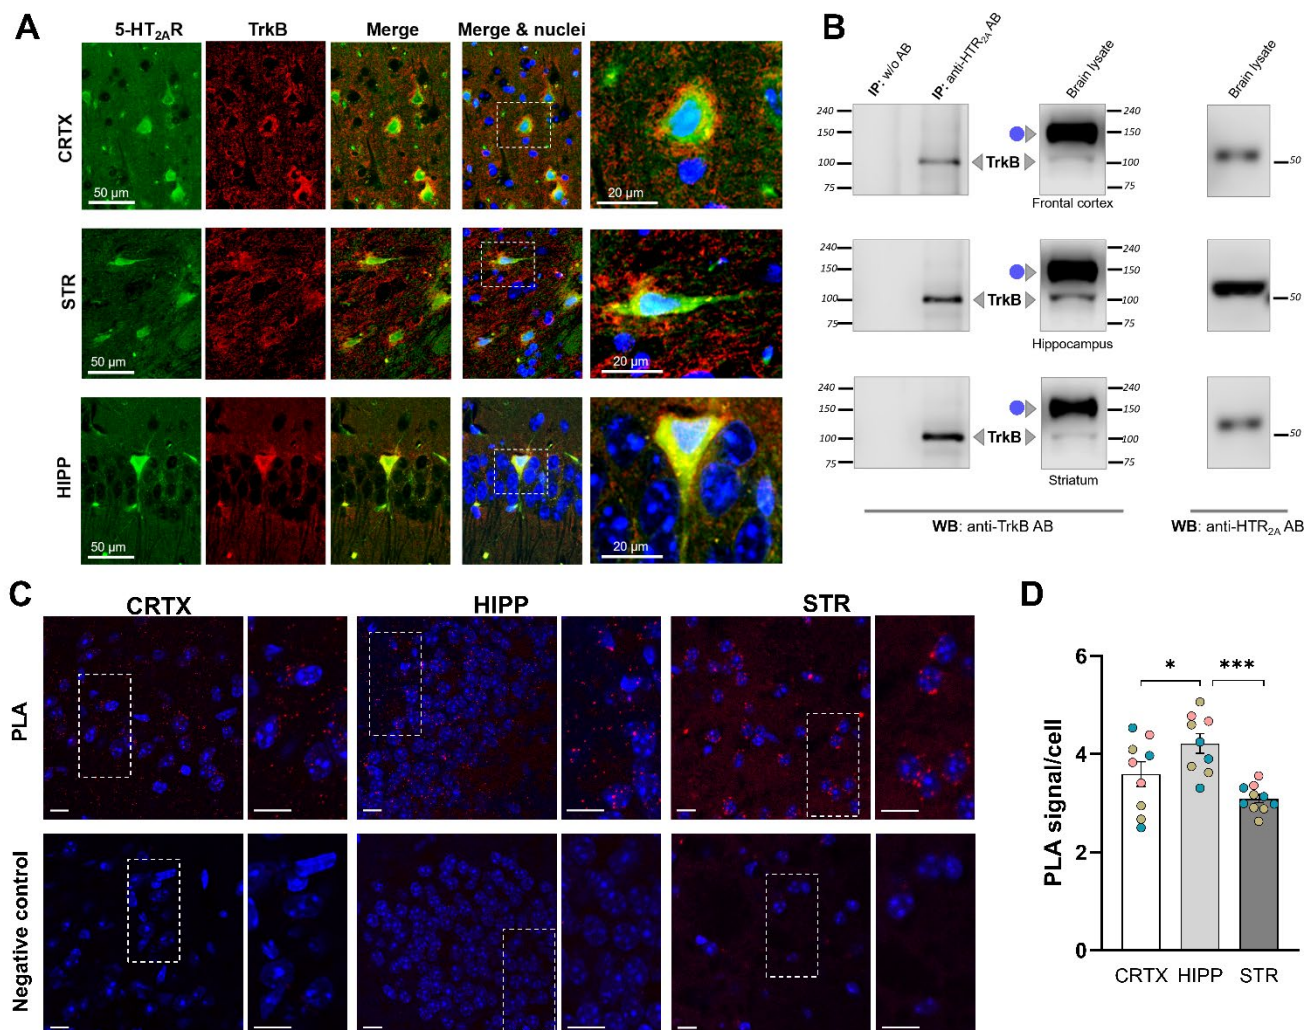 A
5-HT2AR TrkB Merge Merge & nuclei
CRTX
50 µm 20 µm
STR
50 µm 20 µm
HIPP
50 µm 20 µm
B
IP: w/o AB IP: anti-HTR2A AB Brain lysate Brain lysate
240 240
150 150
100 TrkB 100 50
75 75
Frontal cortex
240 240
150 150
100 TrkB 100 50
75 75
Hippocampus
240 240
150 150
100 TrkB 100 50
75 75
Striatum
WB: anti-TrkB AB WB: anti-HTR2A AB
C
CRTX HIPP STR
PLA
Negative control
D
* ***
PLA signal/cell
6
4
2
0
CRTX HIPP STR